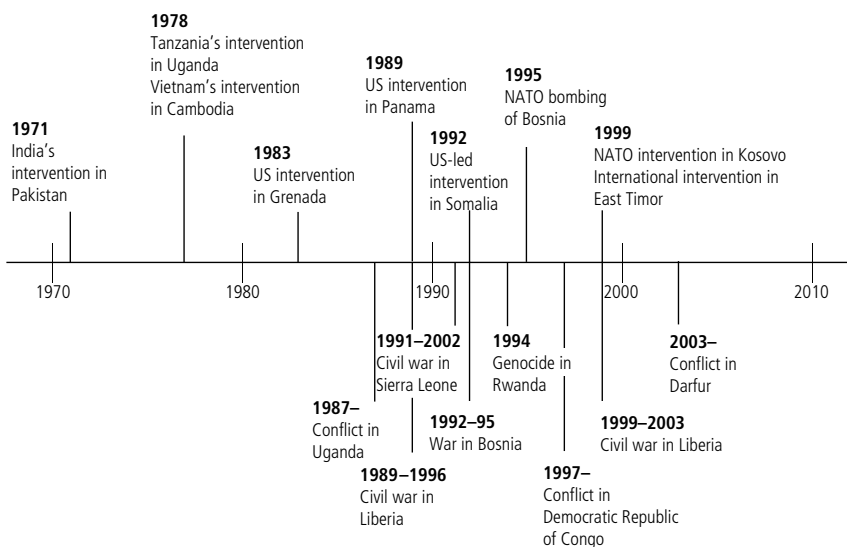 1978
Tanzania’s intervention
in Uganda
Vietnam’s intervention
in Cambodia
1989
US intervention
in Panama
1995
NATO bombing
of Bosnia
1971
India’s
intervention in
Pakistan
1983
US intervention
in Grenada
1992
US-led
intervention
in Somalia
1999
NATO intervention in Kosovo
International intervention in
East Timor
1970
1980
1990
2000
2010
1991–2002
Civil war in
Sierra Leone
1994
Genocide in
Rwanda
2003–
Conflict in
Darfur
1987–
Conflict in
Uganda
1992–95
War in Bosnia
1999–2003
Civil war in Liberia
1989–1996
Civil war in
Liberia
1997–
Conflict in
Democratic Republic
of Congo